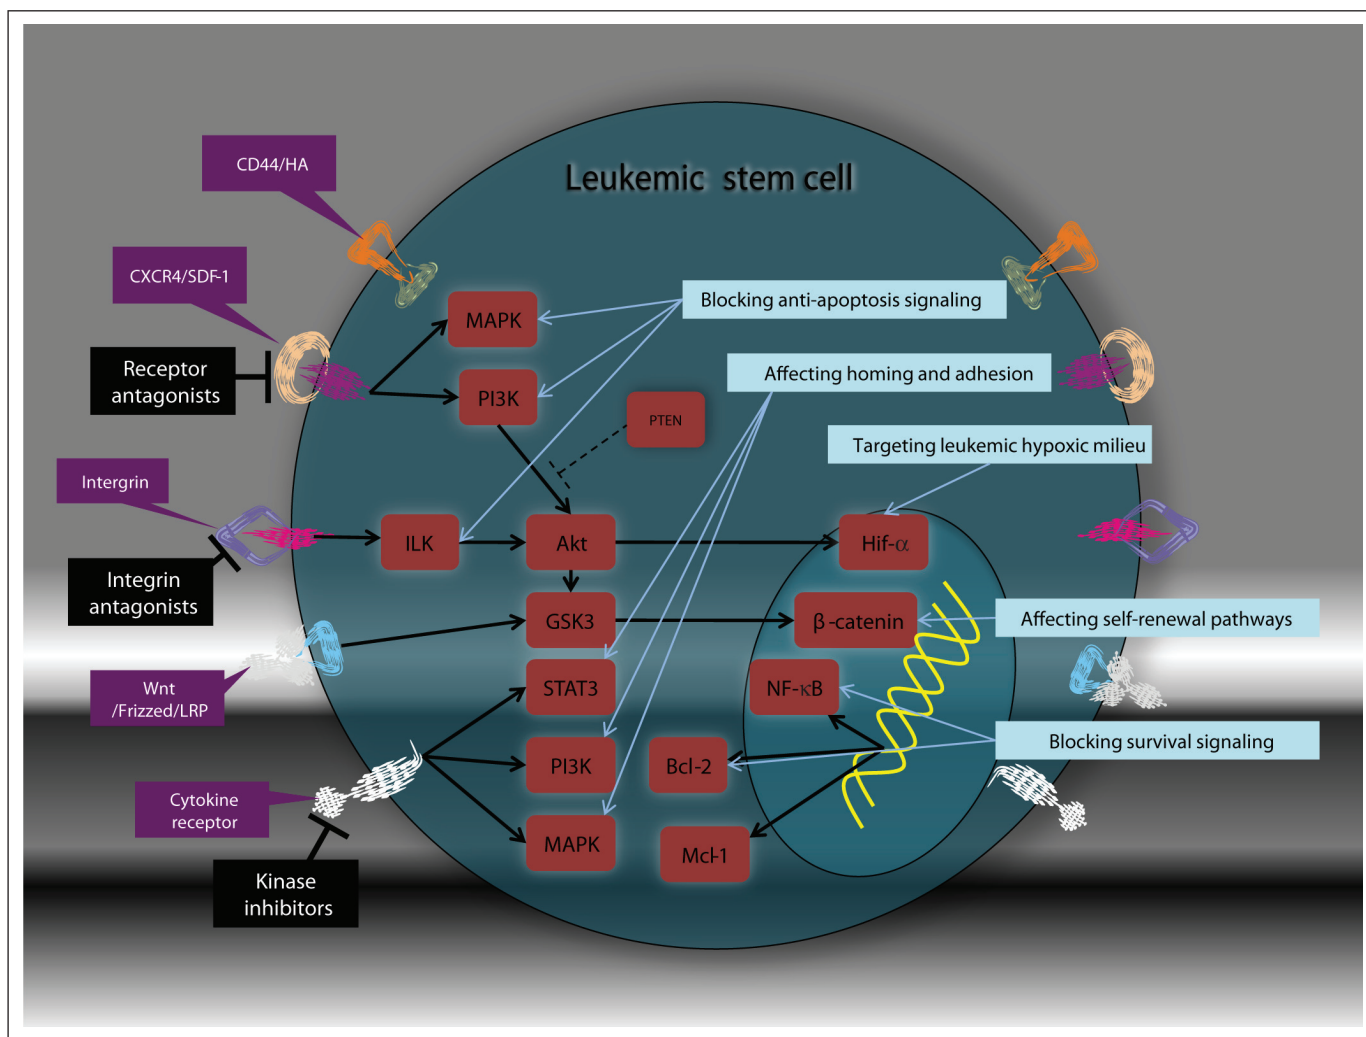 Leukemic stem cell
CD44/HA
CXCR4/SDF-1
Receptor
antagonists
MAPK
PI3K
PTEN
Blocking anti-apoptosis signaling
Affecting homing and adhesion
Targeting leukemic hypoxic milieu
Intergrin
Integrin
antagonists
ILK
Akt
Hif-α
GSK3
β-catenin
Affecting self-renewal pathways
Wnt
/Frizzed/LRP
STAT3
NF-κB
Blocking survival signaling
PI3K
Bcl-2
Cytokine
receptor
MAPK
Mcl-1
Kinase
inhibitors